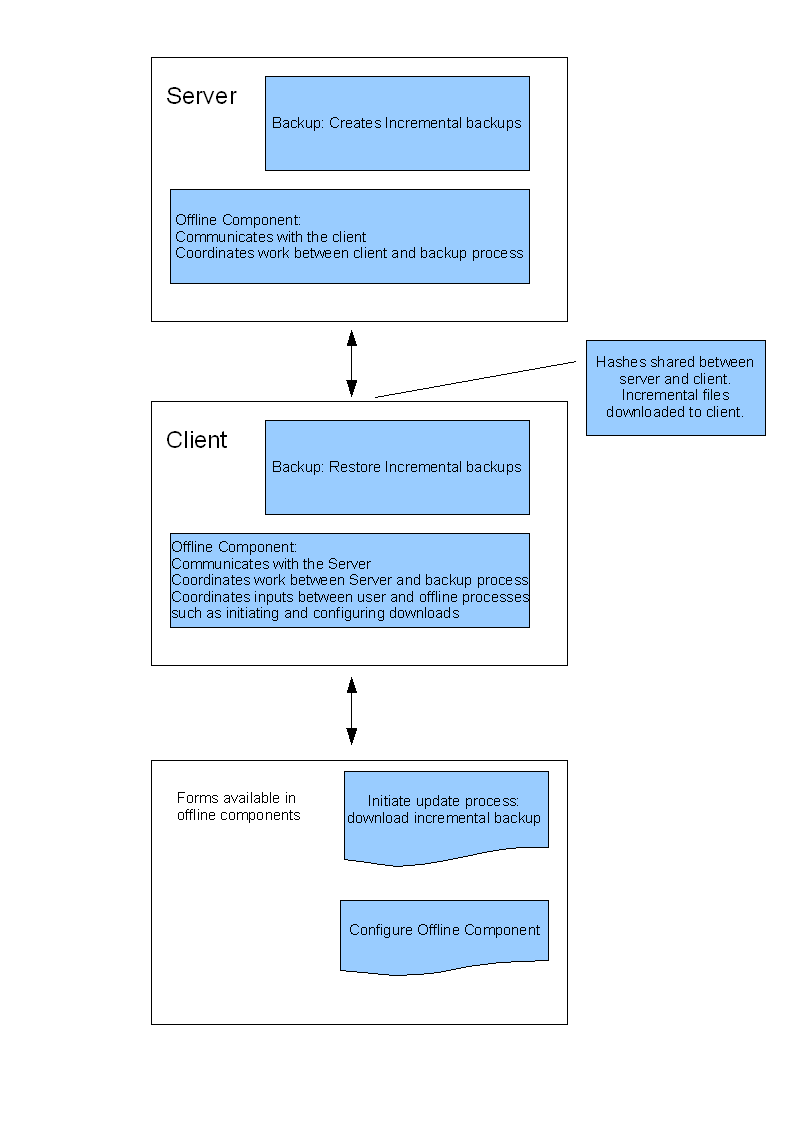 Server
Backup: Creates Incremental backups
Offline Component:
Communicates with the client
Coordinates work between client and backup process
Hashes shared between
server and client.
Incremental files
downloaded to client.
Client
Backup: Restore Incremental backups
Offline Component:
Communicates with the Server
Coordinates work between Server and backup process
Coordinates inputs between user and offline processes
such as initiating and configuring downloads
Forms available in
offline components
Initiate update process:
download incremental backup
Configure Offline Component